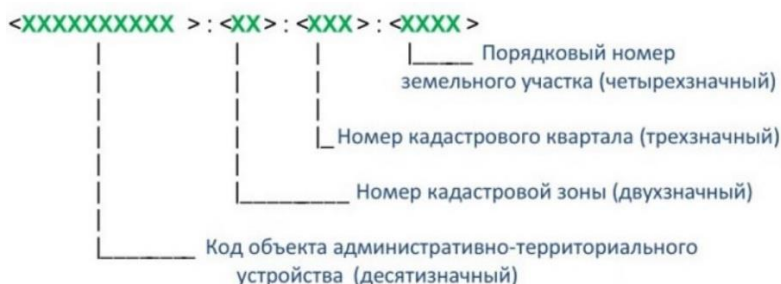 <XXXXXXXXXX > : <XX> : <XXX> : <XXXX >
Порядковый номер
земельного участка (четырехзначный)
Номер кадастрового квартала (трехзначный)
Номер кадастровой зоны (двухзначный)
Код объекта административно-территориального
устройства (десятизначный)